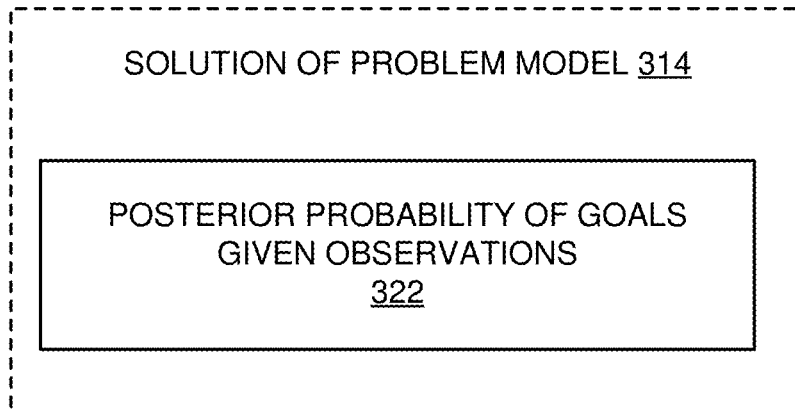 SOLUTION OF PROBLEM MODEL 314
POSTERIOR PROBABILITY OF GOALS
GIVEN OBSERVATIONS
322